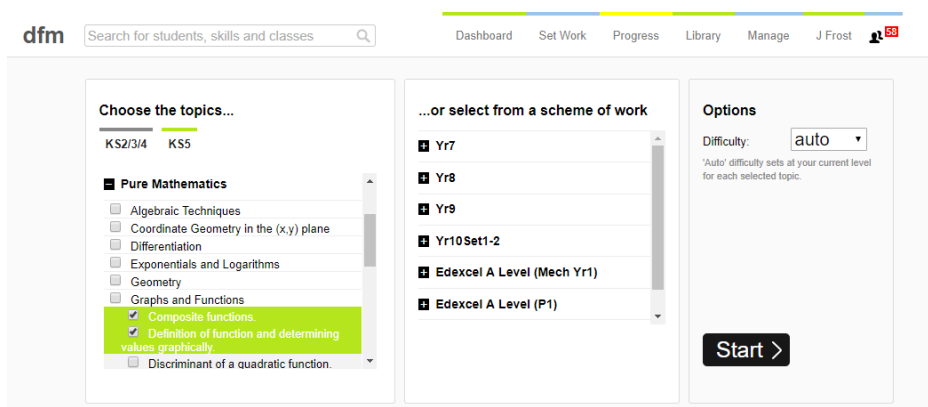 dfm
Search for students, skills and classes
Dashboard Set Work Progress Library Manage J Frost 58
Choose the topics...
KS2/3/4 KS5
Pure Mathematics
Algebraic Techniques
Coordinate Geometry in the (x,y) plane
Differentiation
Exponentials and Logarithms
Geometry
Graphs and Functions
Composite functions.
Definition of function and determining
values graphically.
Discriminant of a quadratic function.
...or select from a scheme of work
Yr7
Yr8
Yr9
Yr10Set1-2
Edexcel A Level (Mech Yr1)
Edexcel A Level (P1)
Options
Difficulty: auto
'Auto' difficulty sets at your current level
for each selected topic.
Start